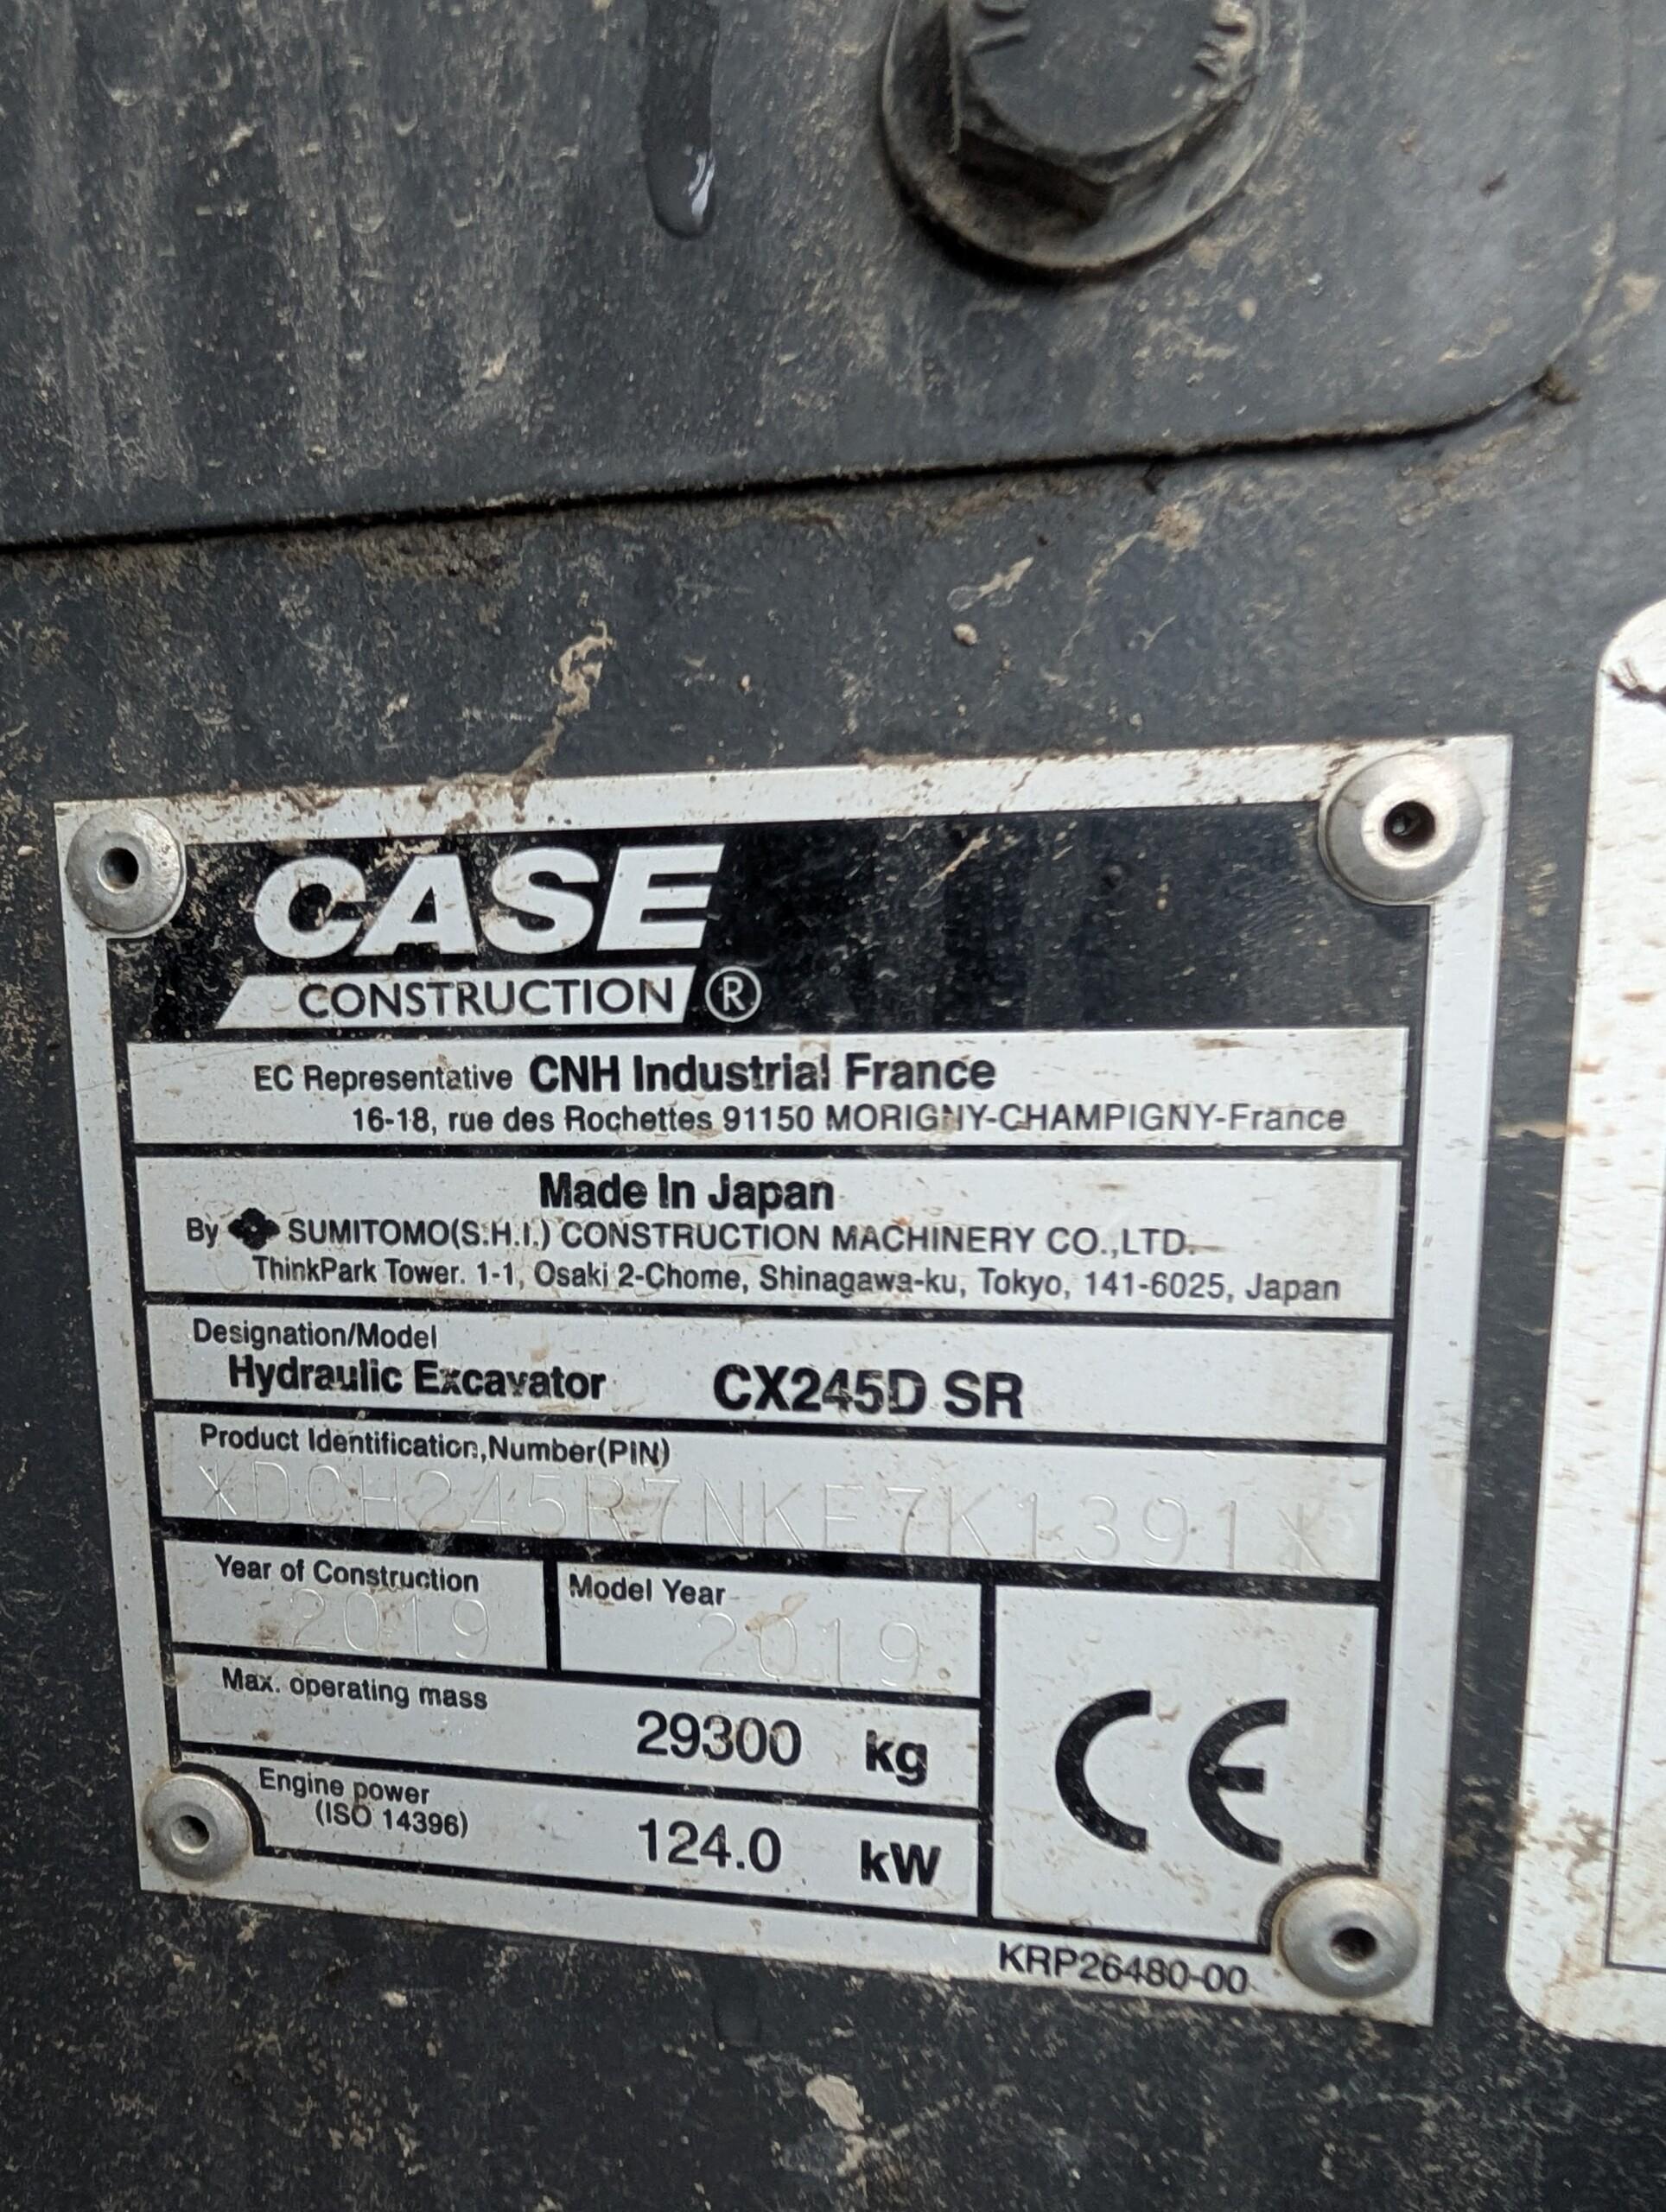 CASE
CONSTRUCTION ®
EC Representative CNH Industrial France
16-18, rue des Rochettes 91150 MORIGNY-CHAMPIGNY-France
Made In Japan
By SUMITOMO(S.H.I.) CONSTRUCTION MACHINERY CO.,LTD.
ThinkPark Tower. 1-1, Osaki 2-Chome, Shinagawa-ku, Tokyo, 141-6025, Japan
Designation/Model
Hydraulic Excavator CX245D SR
Product Identification,Number(PIN)
XDCH245R7NKE7K1391X
Year of Construction
2019
Model Year
2019
Max. operating mass
29300 kg
Engine power
(ISO 14396)
124.0 kW
CE
KRP26480-00